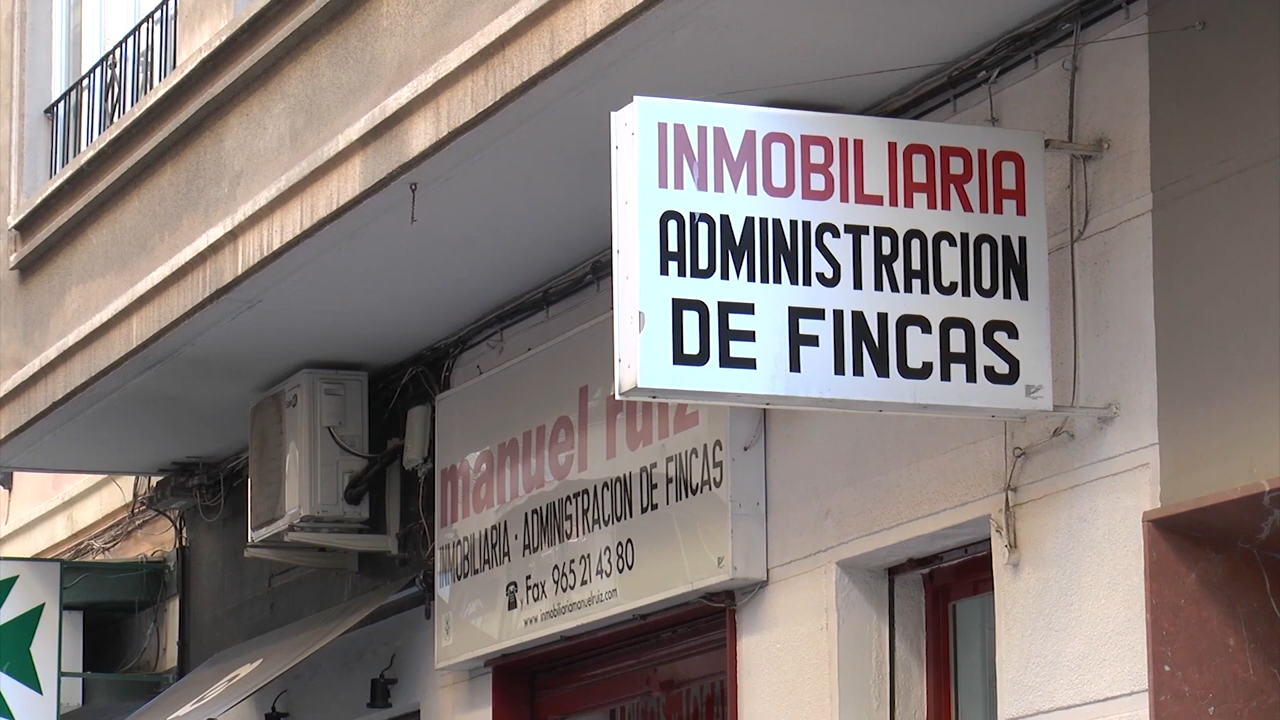 INMOBILIARIA
ADMINISTRACION
DE FINCAS
manuel ruiz
INMOBILIARIA · ADMINISTRACION DE FINCAS
y Fax 965 21 43 80
www.inmobiliariamanuelruiz.com